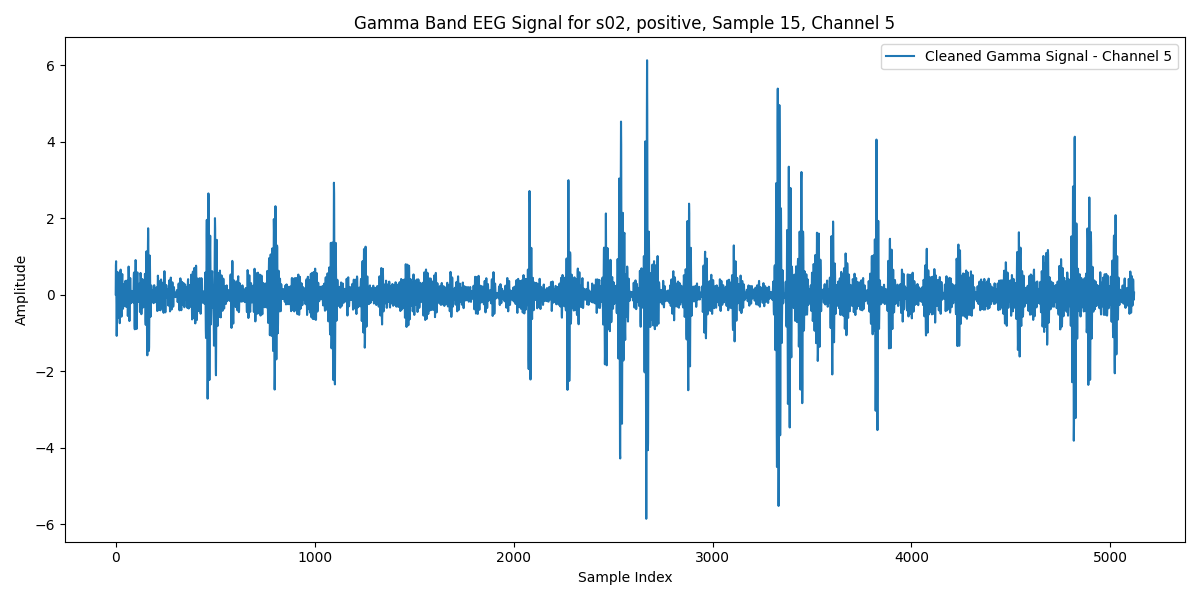 Gamma Band EEG Signal for s02, positive, Sample 15, Channel 5
Cleaned Gamma Signal - Channel 5
6
4
2
0
−2
−4
−6
Amplitude
0 1000 2000 3000 4000 5000
Sample Index